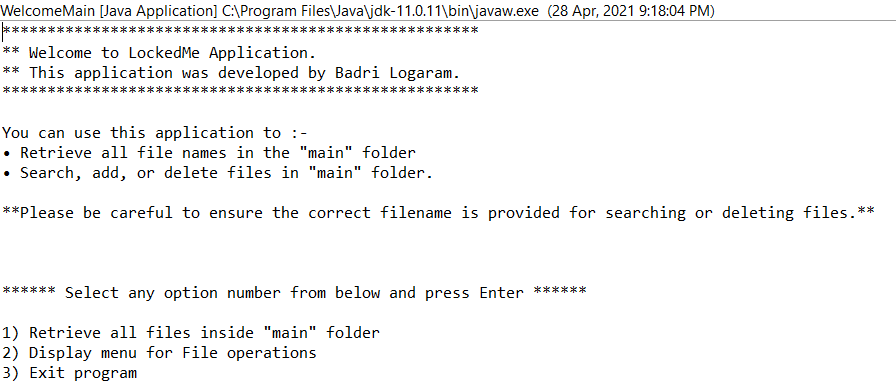 WelcomeMain [Java Application] C:\Program Files\Java\jdk-11.0.11\bin\javaw.exe (28 Apr, 2021 9:18:04 PM)
*****************************************************
** Welcome to LockedMe Application.
** This application was developed by Badri Logaram.
*****************************************************
You can use this application to :-
• Retrieve all file names in the "main" folder
• Search, add, or delete files in "main" folder.
**Please be careful to ensure the correct filename is provided for searching or deleting files.**
****** Select any option number from below and press Enter ******
1) Retrieve all files inside "main" folder
2) Display menu for File operations
3) Exit program